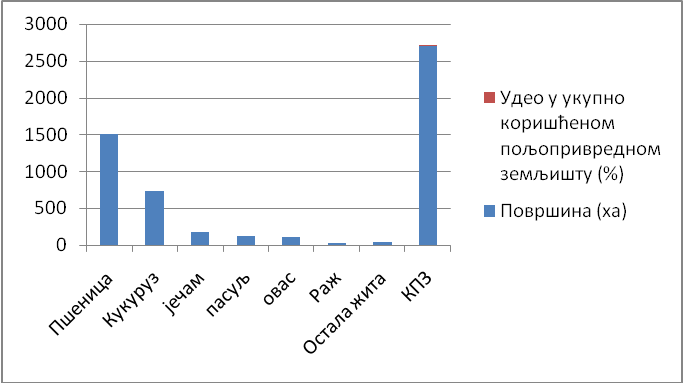 3000
2500
2000
1500
1000
500
0
Пшеница
Кукуруз
јечам
пасуљ
овас
Раж
Остала жита
КПЗ
Удео у укупно
коришћеном
пољопривредном
земљишту (%)
Површина (ха)